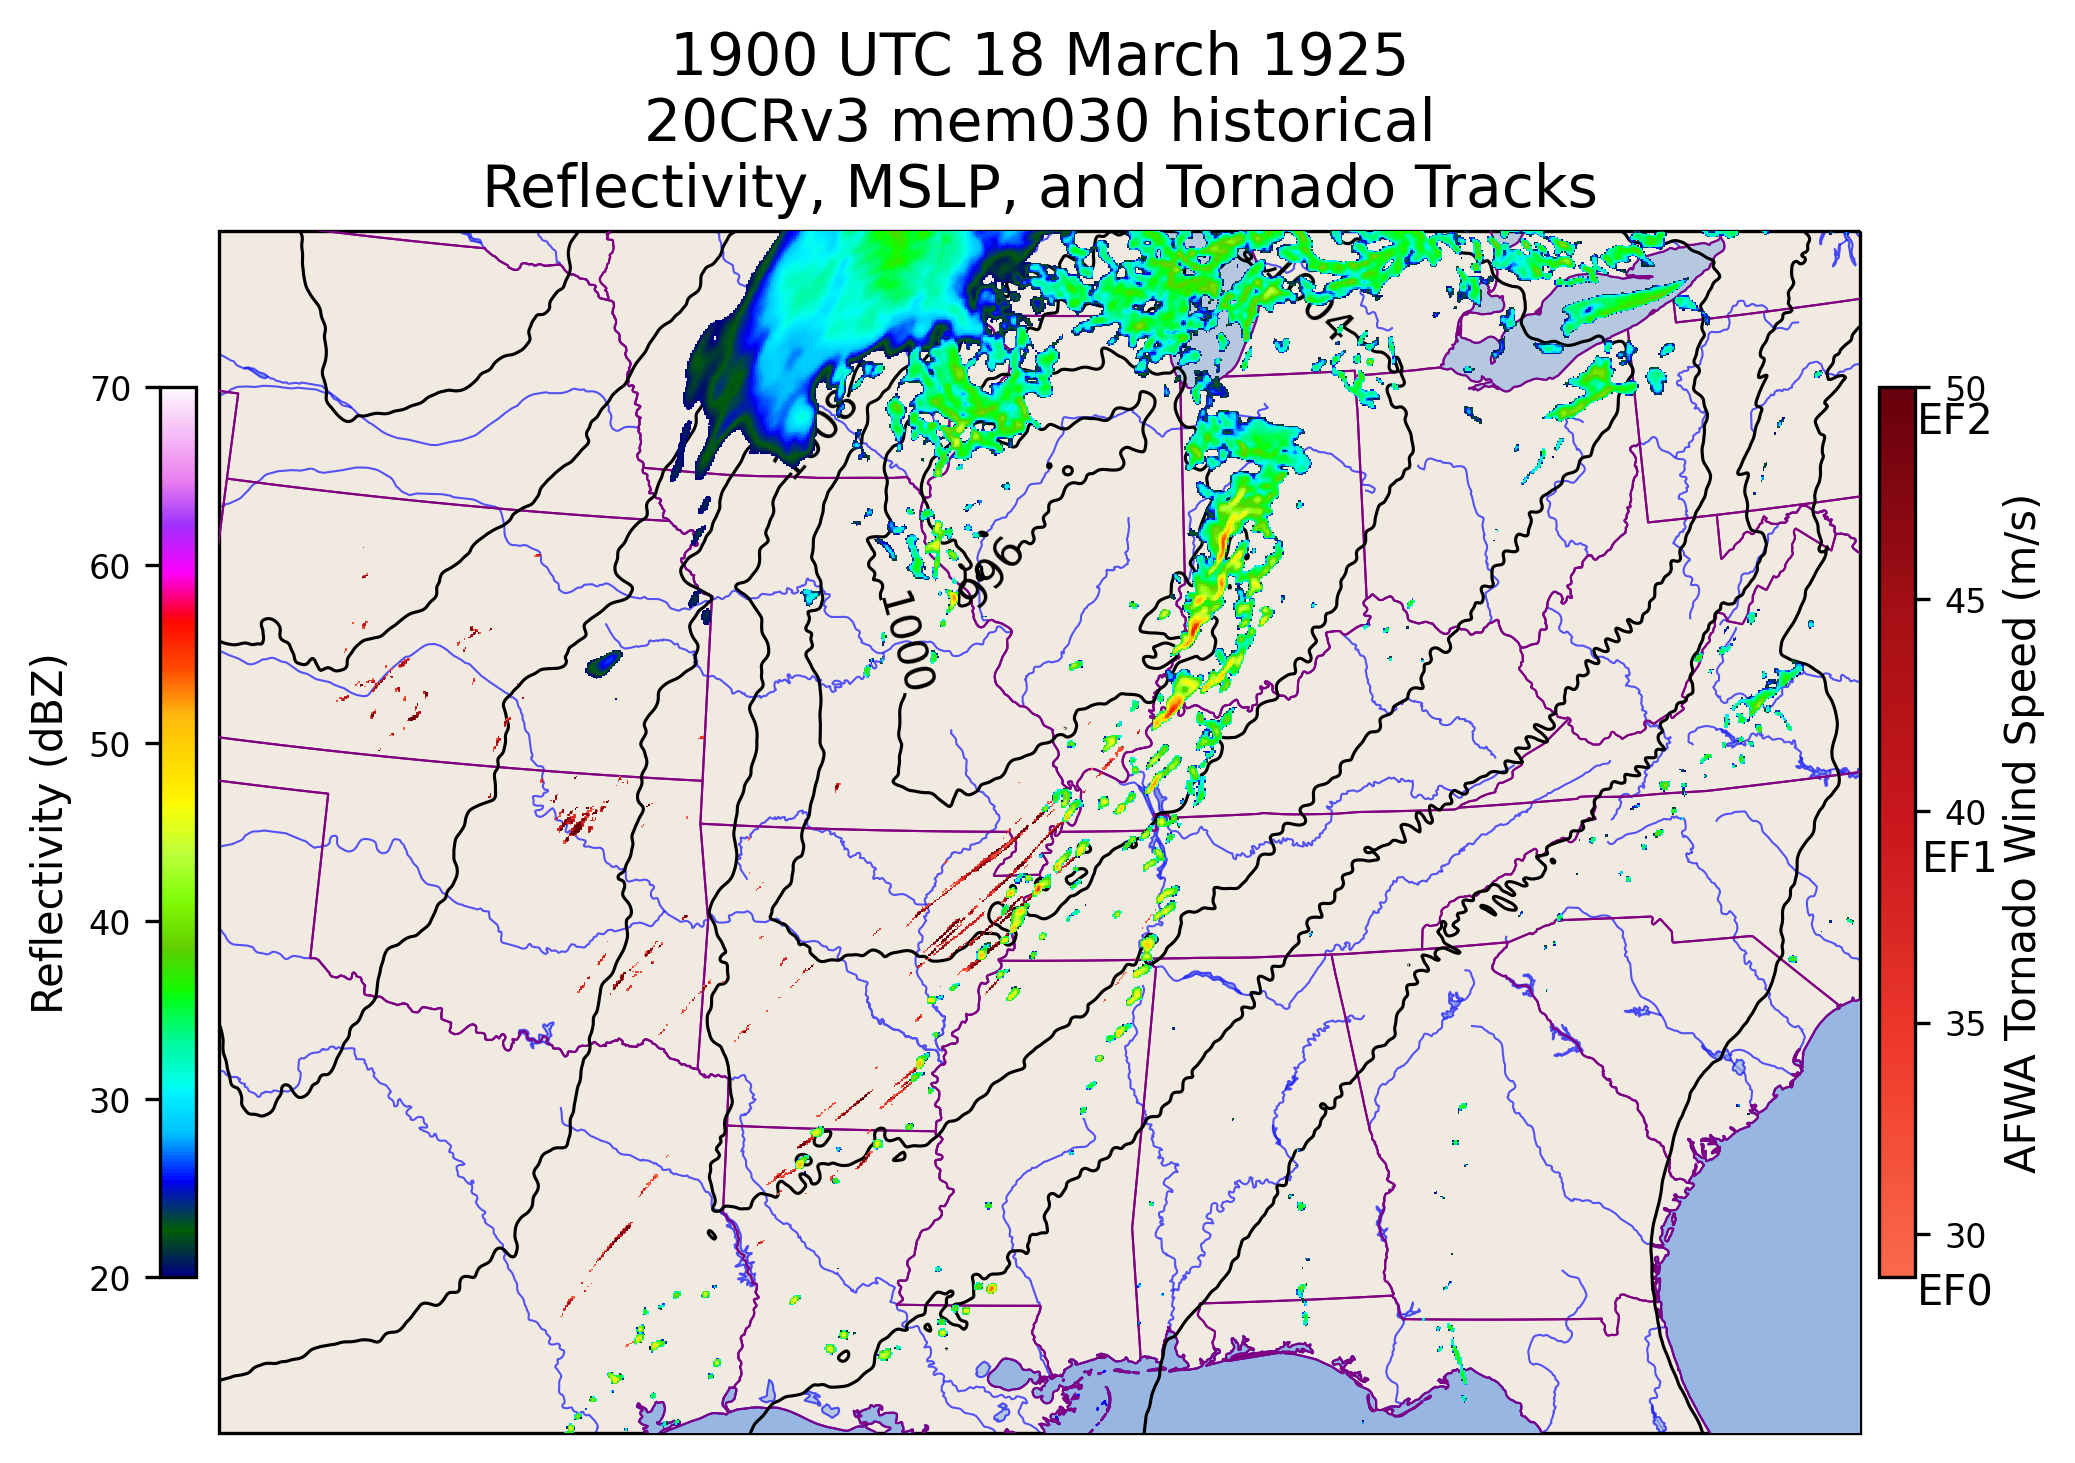 1900 UTC 18 March 1925
20CRv3 mem030 historical
Reflectivity, MSLP, and Tornado Tracks
Reflectivity (dBZ)
70
60
50
40
30
20
1000
996
50
EF2
45
40
EF1
35
30
EF0
AFWA Tornado Wind Speed (m/s)